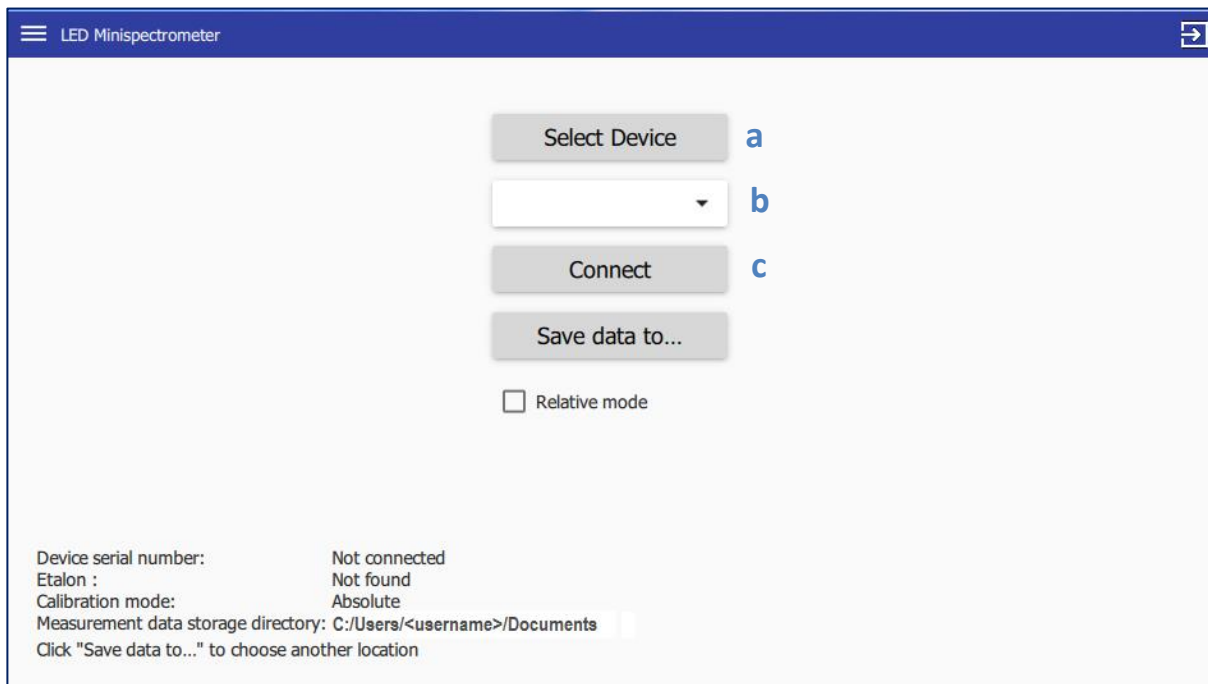 LED Minispectrometer
Select Device a
b
Connect c
Save data to...
Relative mode
Device serial number: Not connected
Etalon : Not found
Calibration mode: Absolute
Measurement data storage directory: C:/Users/<username>/Documents
Click "Save data to..." to choose another location